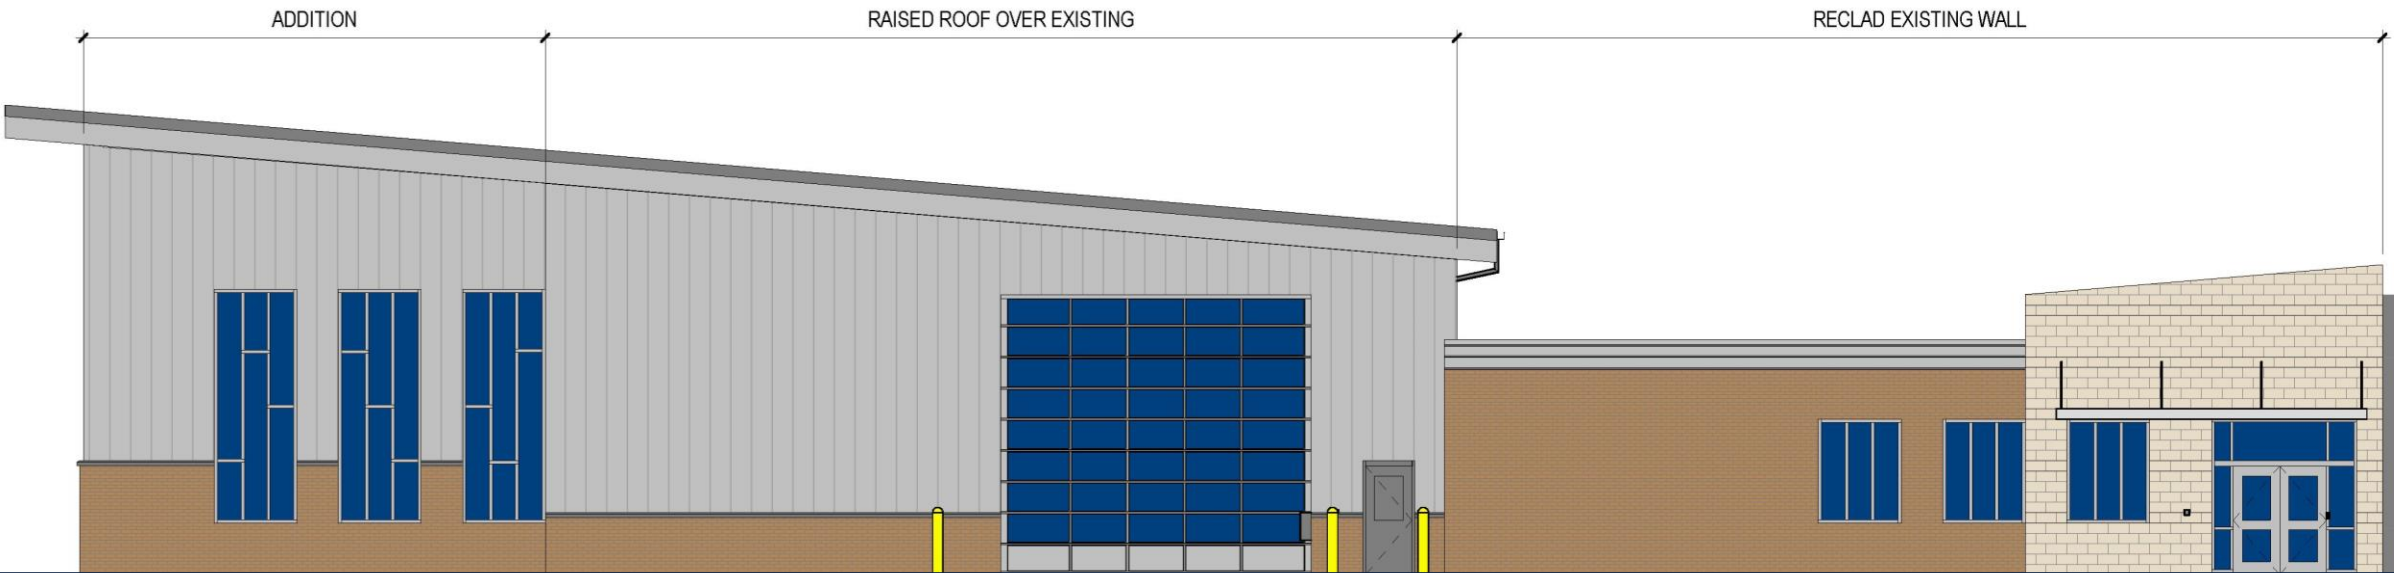 ADDITION
RAISED ROOF OVER EXISTING
RECLAD EXISTING WALL